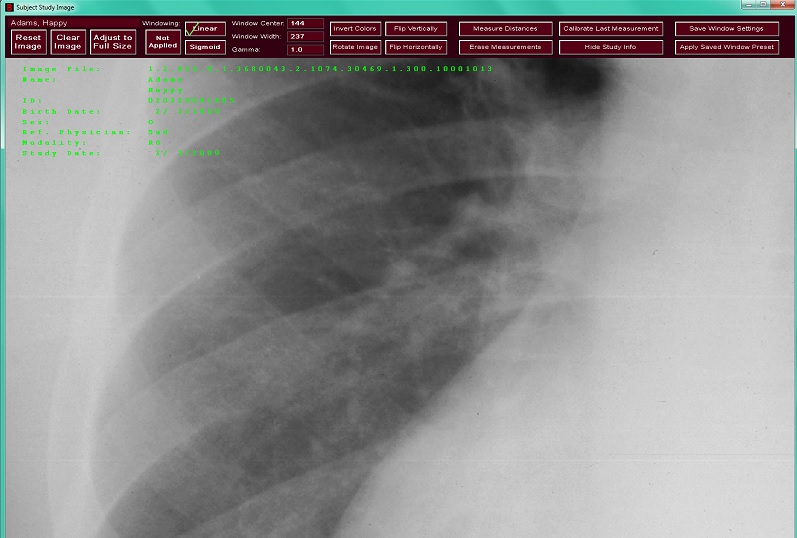 Subject Study Image
Adams, Happy
Reset Image
Clear Image
Adjust to Full Size
Windowing:
Not Applied
Linear
Sigmoid
Window Center: 144
Window Width: 237
Gamma: 1.0
Invert Colors
Rotate Image
Flip Vertically
Flip Horizontally
Measure Distances
Erase Measurements
Calibrate Last Measurement
Hide Study Info
Save Window Settings
Apply Saved Window Preset
Image File:
Name: Adams
Happy
ID:
Birth Date:
Sex: O
Ref. Physician: Sad
Modality:
Study Date: